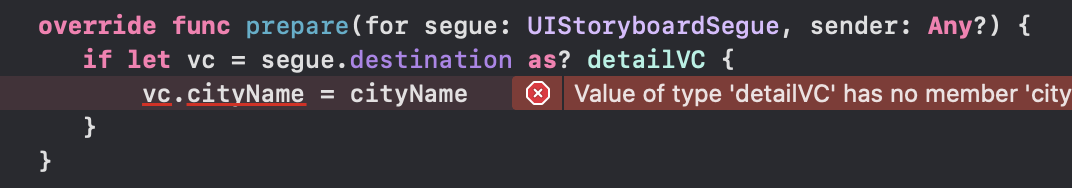 override func prepare(for segue: UIStoryboardSegue, sender: Any?) {
if let vc = segue.destination as? detailVC {
vc.cityName = cityName Value of type 'detailVC' has no member 'city
}
}